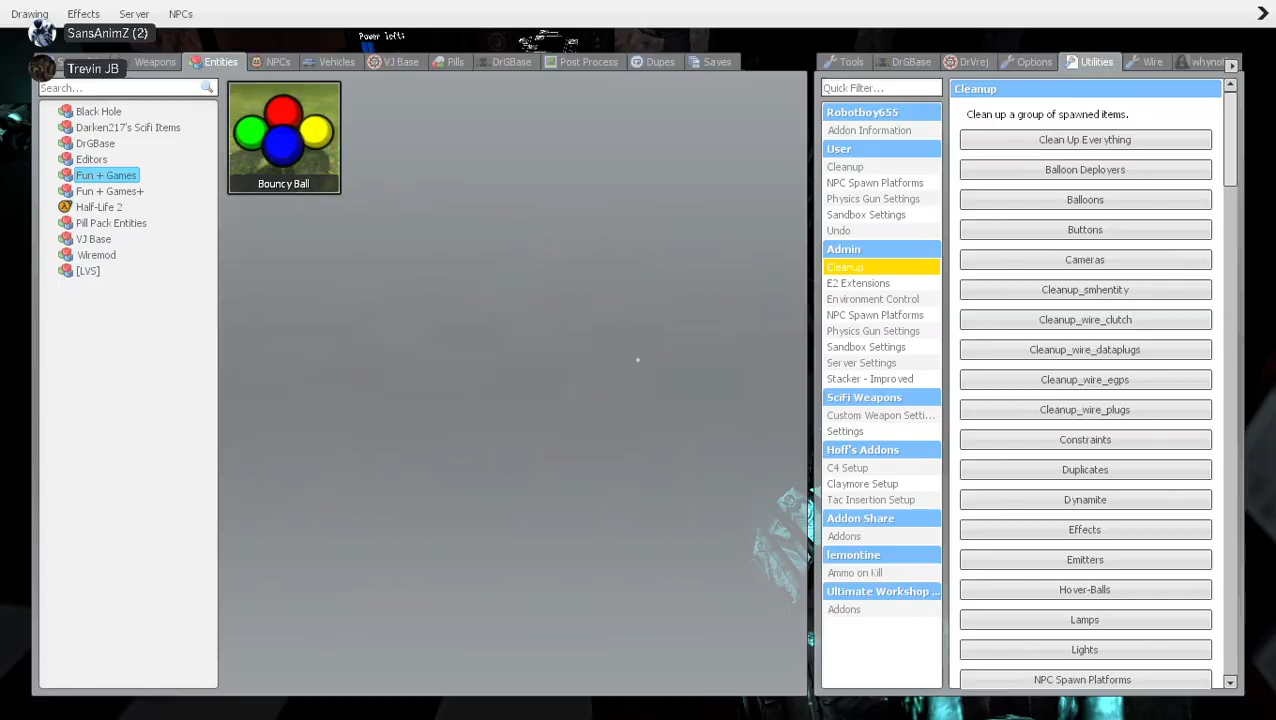 Drawing Effects Server NPCs
SansAnimZ (2)
Power left:
Trevin JB
Weapons Entities NPCs Vehicles VJ Base Pills DrGBase Post Process Dupes Saves
Tools DrGBase DrVrej Options Utilities Wire whyno
Search...
Black Hole
Darken217's Scifi Items
DrGBase
Editors
Fun + Games
Fun + Games+
Half-Life 2
Pill Pack Entities
VJ Base
Wiremod
[LVS]
Bouncy Ball
Quick Filter...
Robotboy655
Addon Information
User
Cleanup
NPC Spawn Platforms
Physics Gun Settings
Sandbox Settings
Undo
Admin
Cleanup
E2 Extensions
Environment Control
NPC Spawn Platforms
Physics Gun Settings
Sandbox Settings
Server Settings
Stacker - Improved
SciFi Weapons
Custom Weapon Setti...
Settings
Hoff's Addons
C4 Setup
Claymore Setup
Tac Insertion Setup
Addon Share
Addons
lemontine
Ammo on Kill
Ultimate Workshop ...
Addons
Cleanup
Clean up a group of spawned items.
Clean Up Everything
Balloon Deployers
Balloons
Buttons
Cameras
Cleanup_smhentity
Cleanup_wire_clutch
Cleanup_wire_dataplugs
Cleanup_wire_egps
Cleanup_wire_plugs
Constraints
Duplicates
Dynamite
Effects
Emitters
Hover-Balls
Lamps
Lights
NPC Spawn Platforms